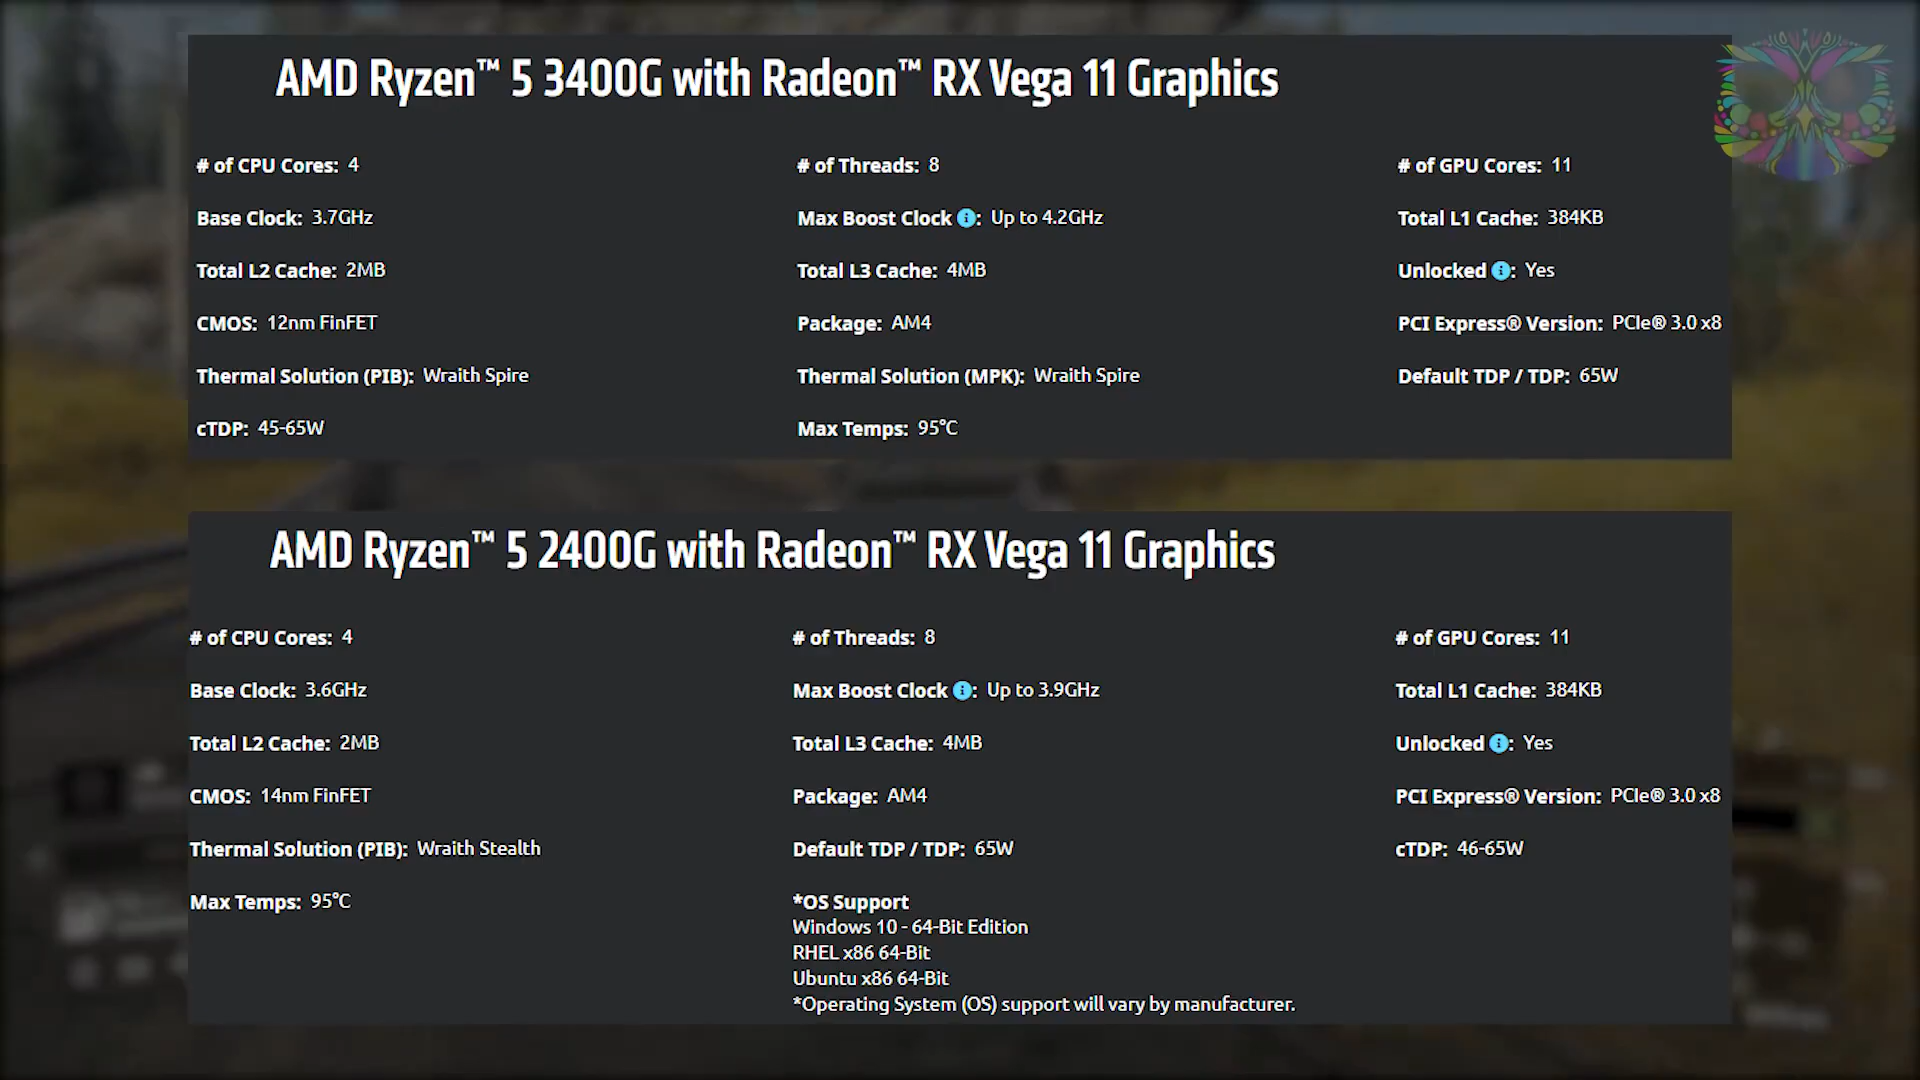 AMD Ryzen™ 5 3400G with Radeon™ RX Vega 11 Graphics
# of CPU Cores: 4
# of Threads: 8
# of GPU Cores: 11
Base Clock: 3.7GHz
Max Boost Clock i: Up to 4.2GHz
Total L1 Cache: 384KB
Total L2 Cache: 2MB
Total L3 Cache: 4MB
Unlocked i: Yes
CMOS: 12nm FinFET
Package: AM4
PCI Express® Version: PCIe® 3.0 x8
Thermal Solution (PIB): Wraith Spire
Thermal Solution (MPK): Wraith Spire
Default TDP / TDP: 65W
cTDP: 45-65W
Max Temps: 95°C
AMD Ryzen™ 5 2400G with Radeon™ RX Vega 11 Graphics
# of CPU Cores: 4
# of Threads: 8
# of GPU Cores: 11
Base Clock: 3.6GHz
Max Boost Clock i: Up to 3.9GHz
Total L1 Cache: 384KB
Total L2 Cache: 2MB
Total L3 Cache: 4MB
Unlocked i: Yes
CMOS: 14nm FinFET
Package: AM4
PCI Express® Version: PCIe® 3.0 x8
Thermal Solution (PIB): Wraith Stealth
Default TDP / TDP: 65W
cTDP: 46-65W
Max Temps: 95°C
*OS Support
Windows 10 - 64-Bit Edition
RHEL x86 64-Bit
Ubuntu x86 64-Bit
*Operating System (OS) support will vary by manufacturer.